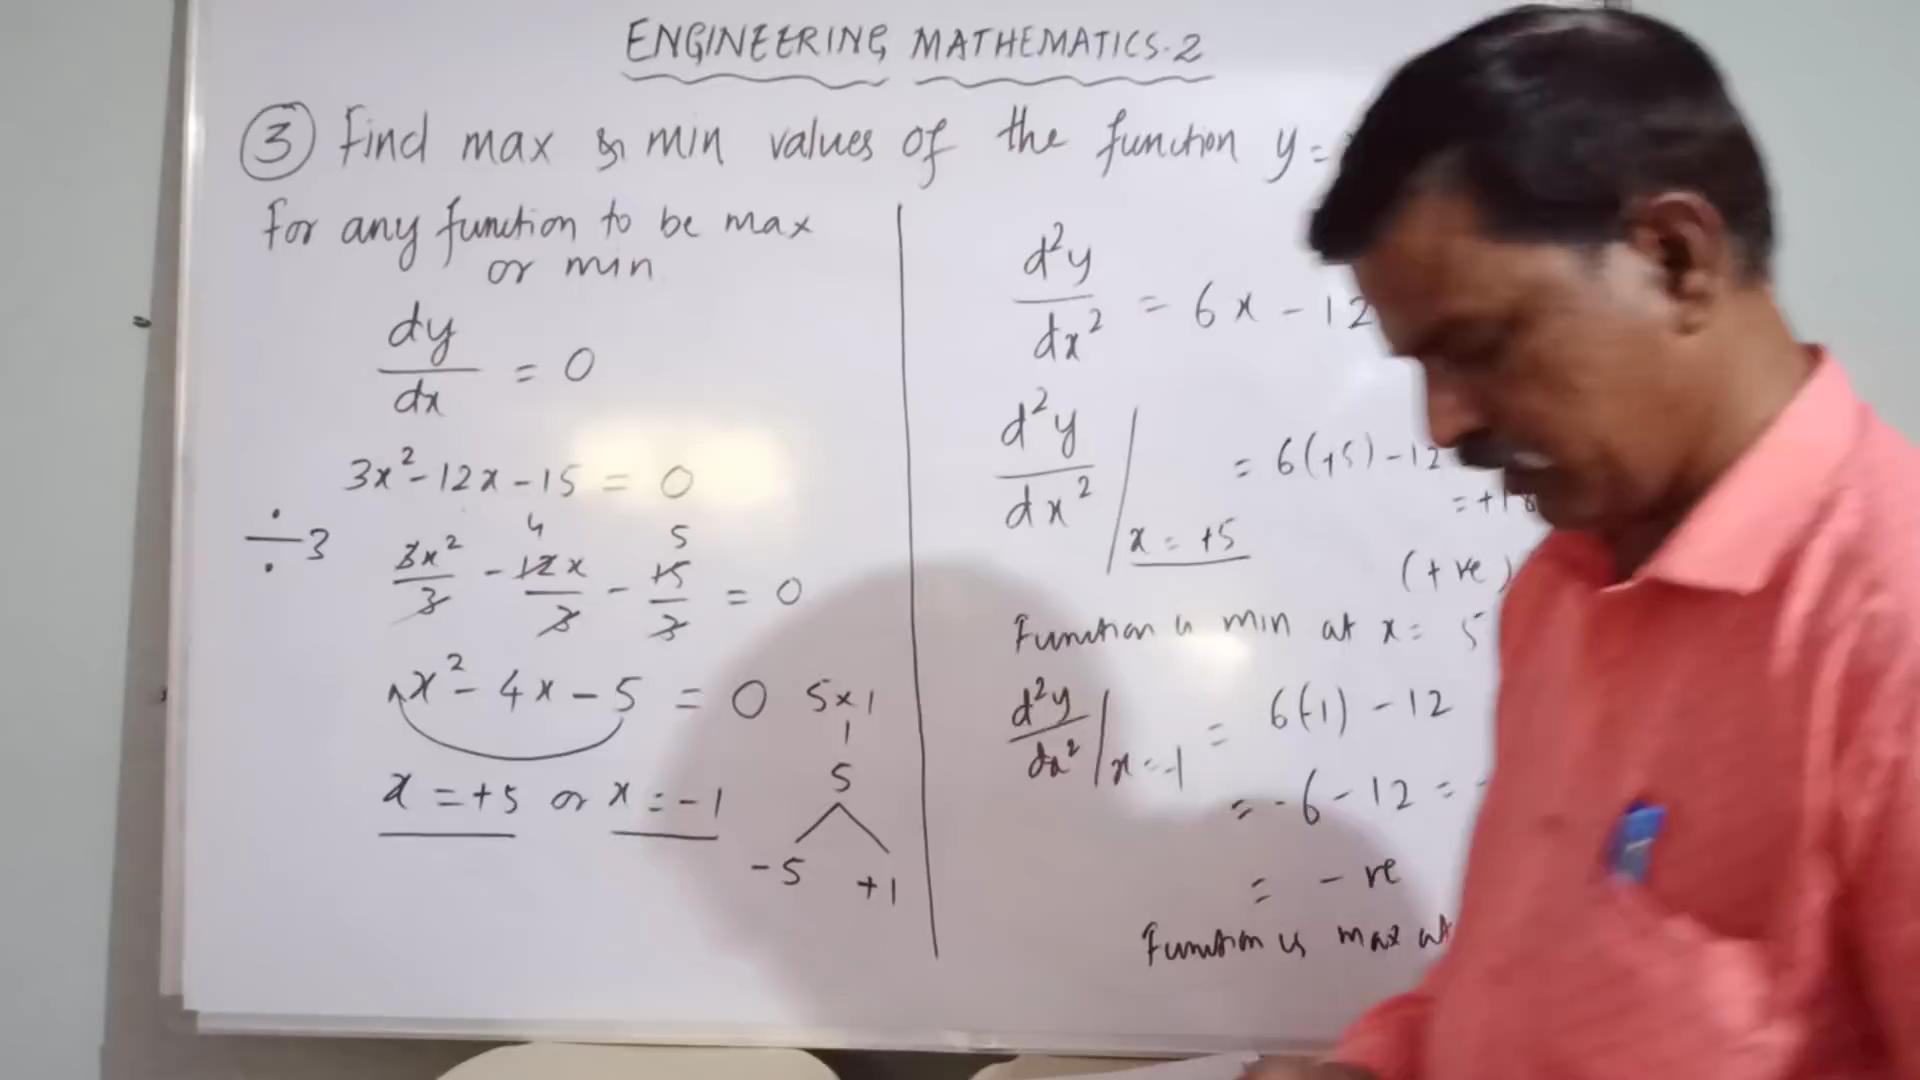 ENGINEERING MATHEMATICS-2
③ Find max & min values of the function y=
For any function to be max
or min
dy/dx = 0
3x²-12x-15 = 0
÷3 3x²/3 - 12x/3 - 15/3 = 0
4 5
x²-4x-5 = 0 5x1
1
5
x=+5 or x=-1
-5 +1
d²y/dx² = 6x-12
d²y/dx² | x=+5 = 6(+5)-12
=+18
(+ve)
Function is min at x= 5
d²y/dx² | x=-1 = 6(-1)-12
= -6-12 = -
= -ve
Function is max at